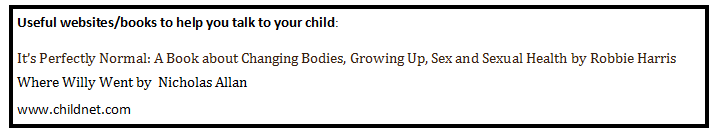 Useful websites/books to help you talk to your child:
It's Perfectly Normal: A Book about Changing Bodies, Growing Up, Sex and Sexual Health by Robbie Harris
Where Willy Went by  Nicholas Allan
www.childnet.com